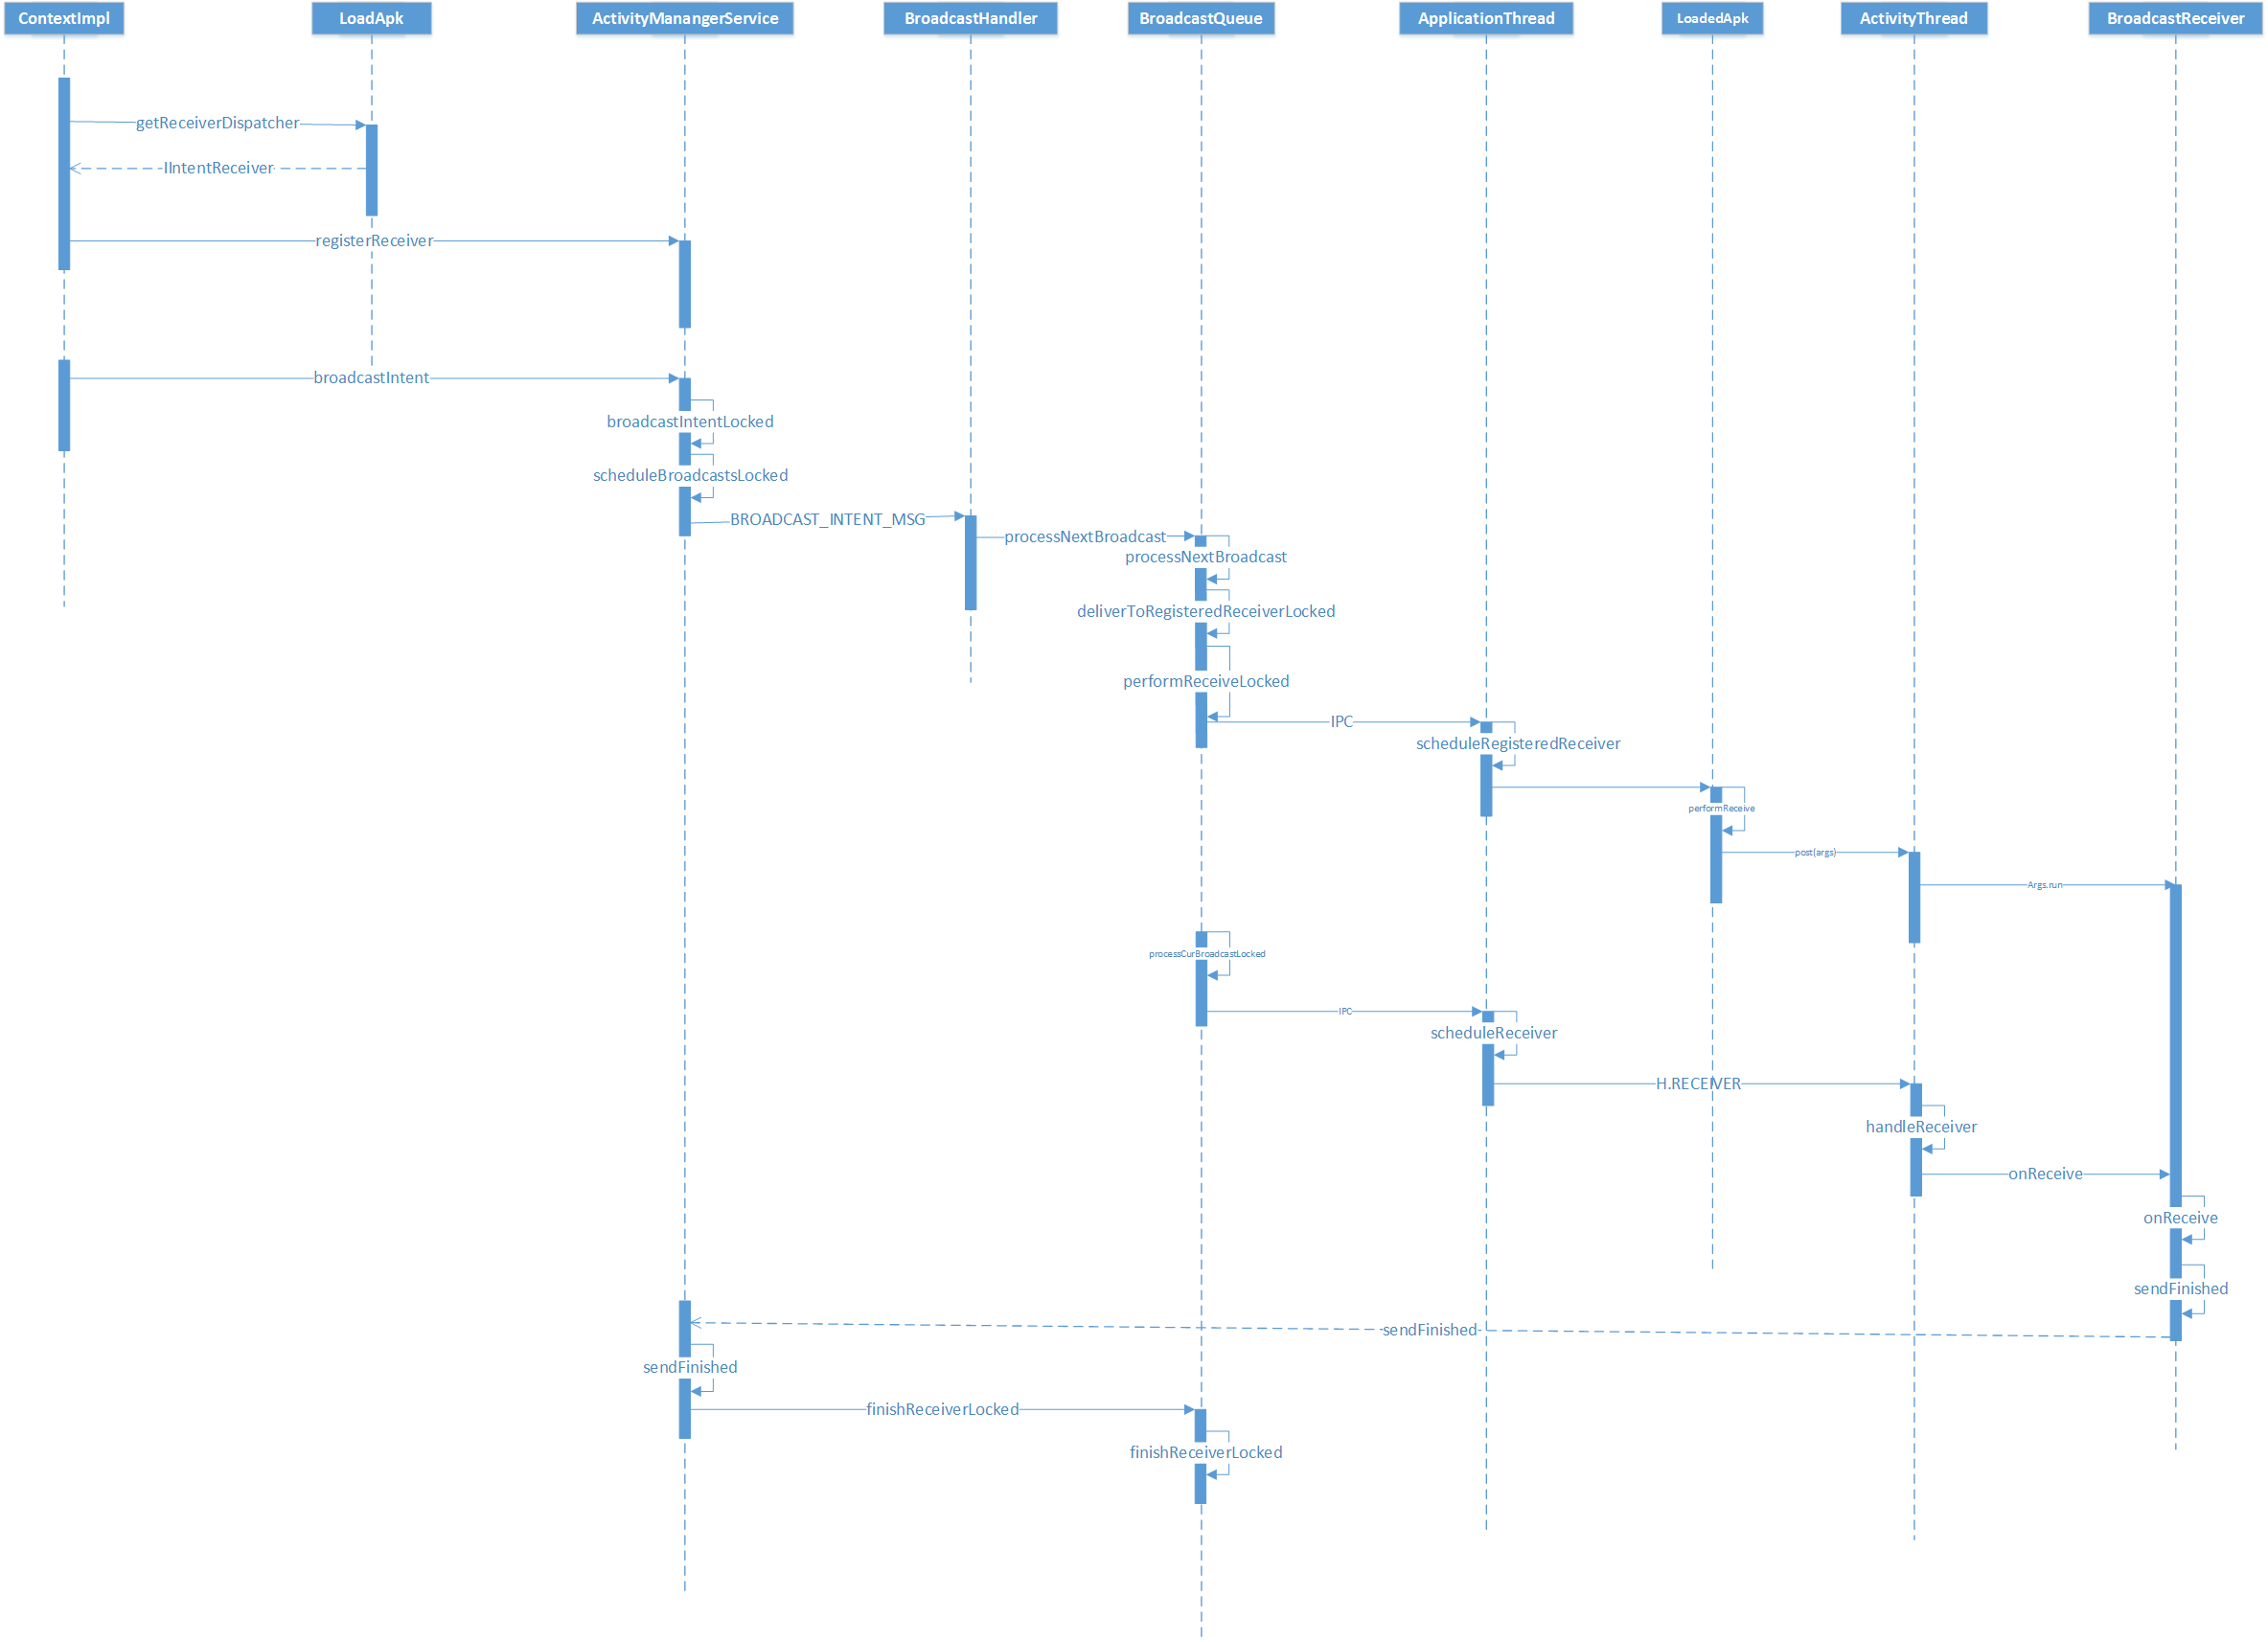 ContextImpl
LoadApk
ActivityManangerService
BroadcastHandler
BroadcastQueue
ApplicationThread
LoadedApk
ActivityThread
BroadcastReceiver
getReceiverDispatcher
IIntentReceiver
registerReceiver
broadcastIntent
broadcastIntentLocked
scheduleBroadcastsLocked
BROADCAST_INTENT_MSG
processNextBroadcast
processNextBroadcast
deliverToRegisteredReceiverLocked
performReceiveLocked
IPC
scheduleRegisteredReceiver
performReceive
post(args)
Args.run
processCurBroadcastLocked
IPC
scheduleReceiver
H.RECEIVER
handleReceiver
onReceive
onReceive
sendFinished
sendFinished
sendFinished
finishReceiverLocked
finishReceiverLocked